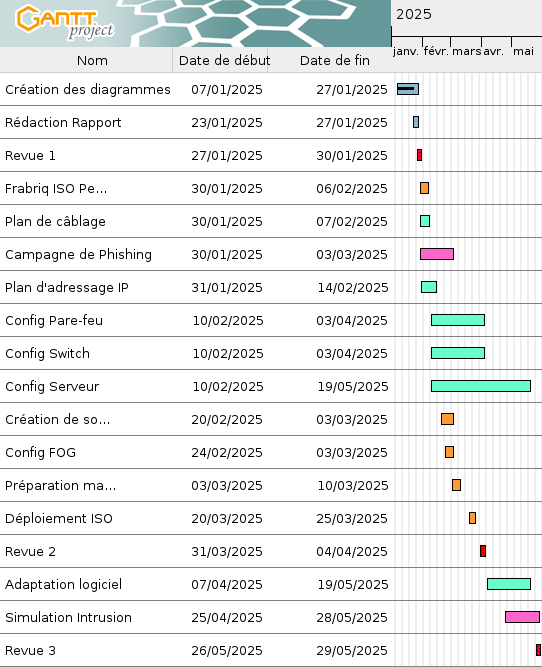 GANTT
project
2025
janv. févr. mars avr. mai
Nom Date de début Date de fin
Création des diagrammes 07/01/2025 27/01/2025
Rédaction Rapport 23/01/2025 27/01/2025
Revue 1 27/01/2025 30/01/2025
Frabriq ISO Pe... 30/01/2025 06/02/2025
Plan de câblage 30/01/2025 07/02/2025
Campagne de Phishing 30/01/2025 03/03/2025
Plan d'adressage IP 31/01/2025 14/02/2025
Config Pare-feu 10/02/2025 03/04/2025
Config Switch 10/02/2025 03/04/2025
Config Serveur 10/02/2025 19/05/2025
Création de so... 20/02/2025 03/03/2025
Config FOG 24/02/2025 03/03/2025
Préparation ma... 03/03/2025 10/03/2025
Déploiement ISO 20/03/2025 25/03/2025
Revue 2 31/03/2025 04/04/2025
Adaptation logiciel 07/04/2025 19/05/2025
Simulation Intrusion 25/04/2025 28/05/2025
Revue 3 26/05/2025 29/05/2025